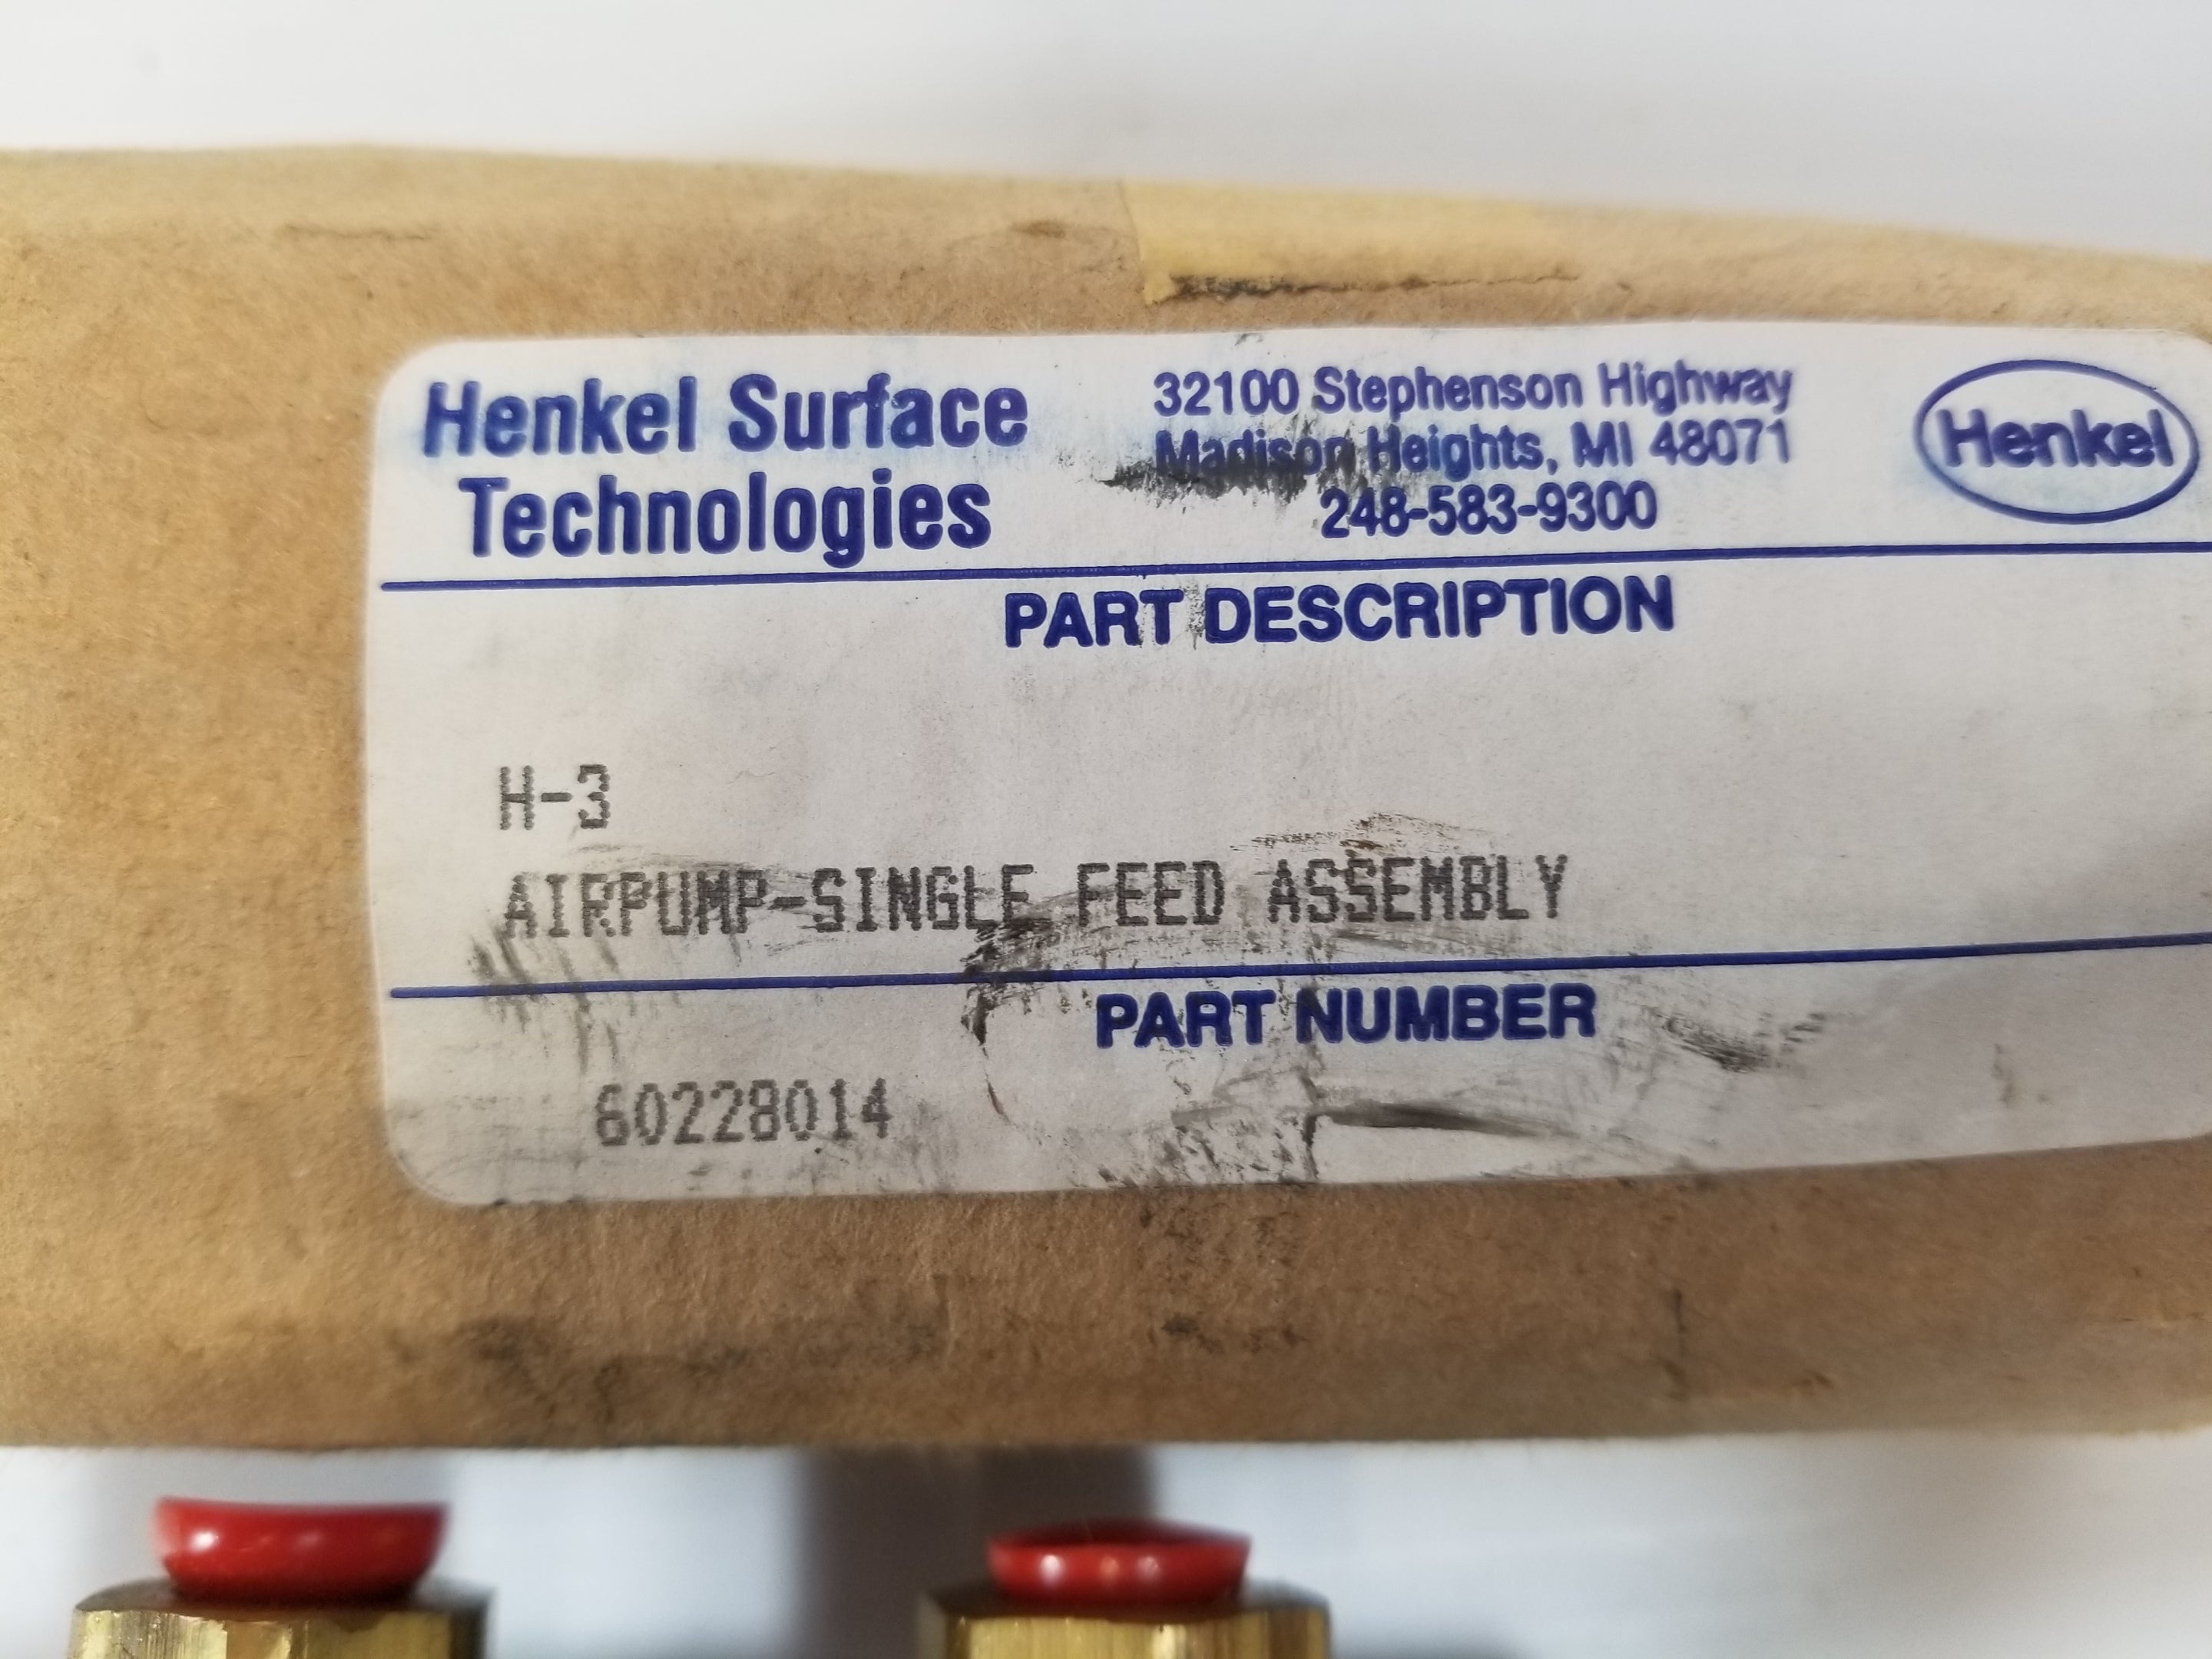 Henkel Surface
Technologies
32100 Stephenson Highway
Madison Heights, MI 48071
248-583-9300
Henkel
PART DESCRIPTION
H-3
AIRPUMP-SINGLE FEED ASSEMBLY
PART NUMBER
60228014